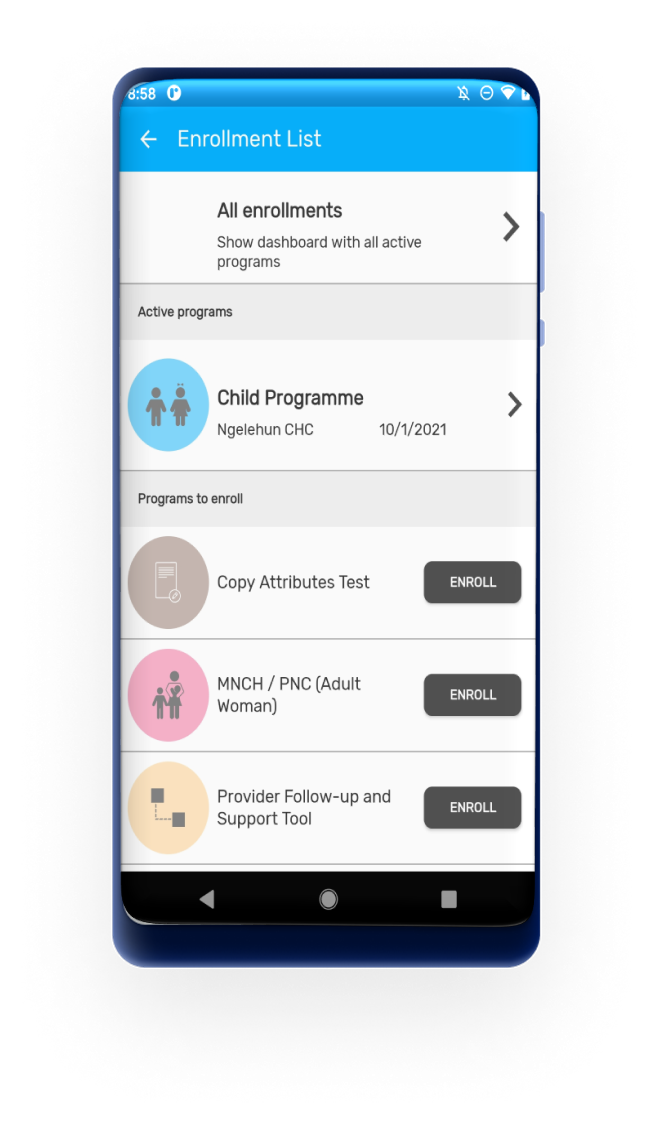 8:58
Enrollment List
All enrollments
Show dashboard with all active
programs
Active programs
Child Programme
Ngelehun CHC 10/1/2021
Programs to enroll
Copy Attributes Test ENROLL
MNCH / PNC (Adult
Woman)
ENROLL
Provider Follow-up and
Support Tool
ENROLL